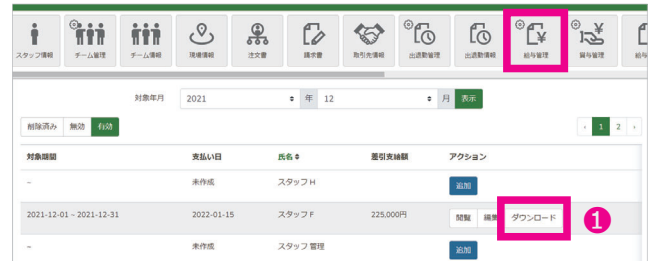 スタッフ情報 チーム管理 チーム情報 現場情報 注文書 請求書 取引先情報 出退勤管理 出退勤情報 給与管理 賞与管理 給与
対象年月 2021 年 12 月 表示
削除済み 無効 有効 ‹ 1 2 ›
対象期間 支払い日 氏名 差引支給額 アクション
~ 未作成 スタッフ H 追加
2021-12-01 ~ 2021-12-31 2022-01-15 スタッフ F 225,000円 閲覧 編集 ダウンロード 1
~ 未作成 スタッフ 管理 追加